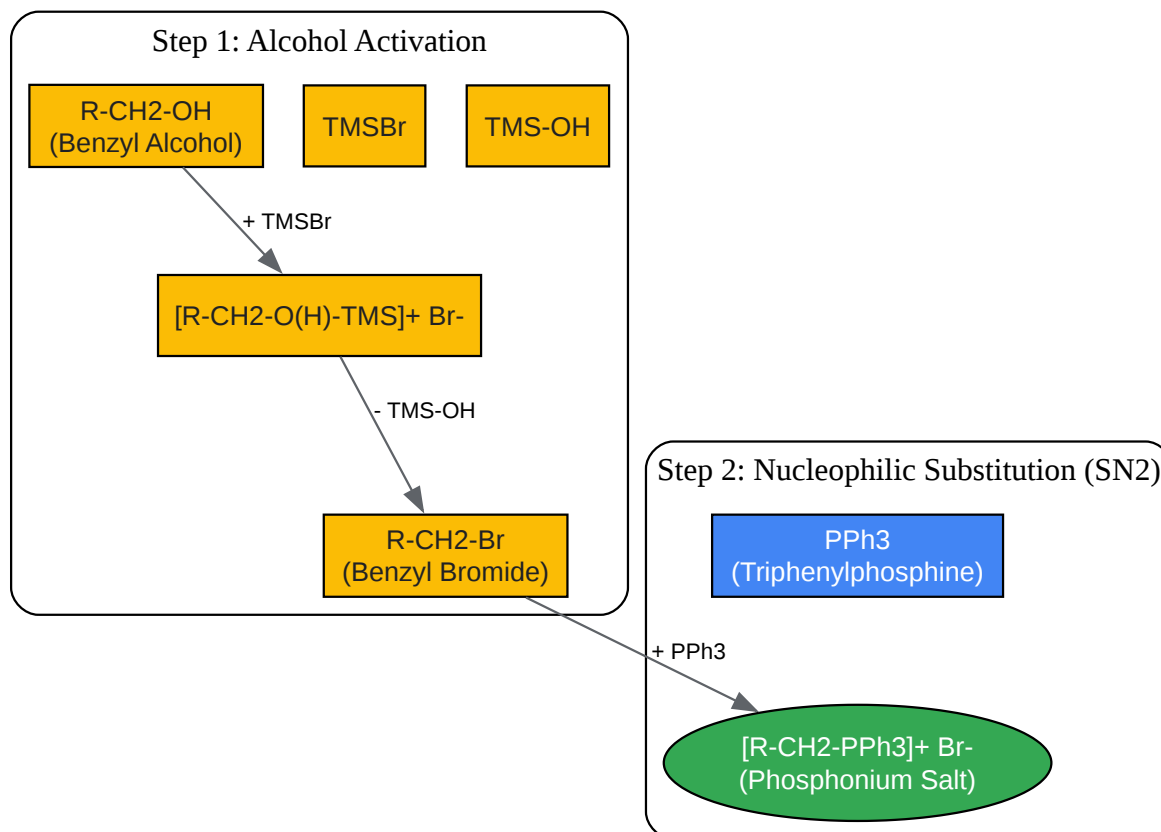 Step 1: Alcohol Activation
R-CH2-OH
(Benzyl Alcohol)
TMSBr
TMS-OH
+ TMSBr
[R-CH2-O(H)-TMS]+ Br-
- TMS-OH
R-CH2-Br
(Benzyl Bromide)
Step 2: Nucleophilic Substitution (SN2)
PPh3
(Triphenylphosphine)
+ PPh3
[R-CH2-PPh3]+ Br-
(Phosphonium Salt)